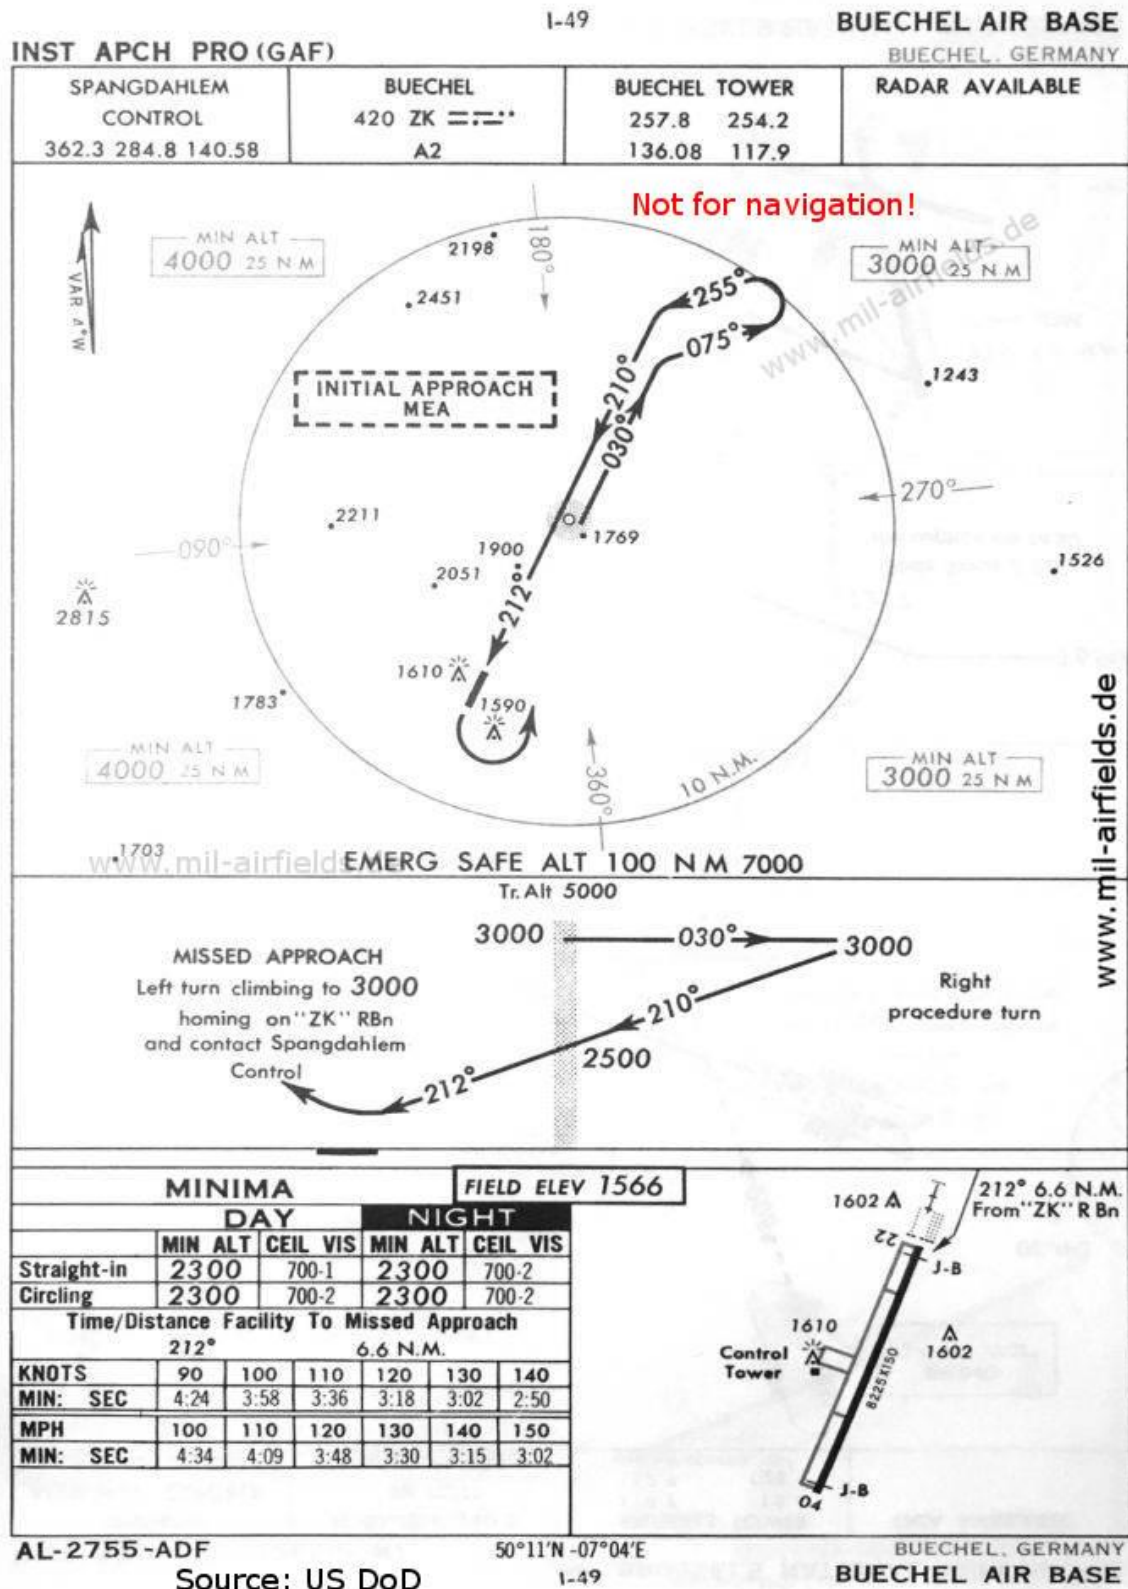 I-49
BUECHEL AIR BASE
INST APCH PRO (GAF)
BUECHEL, GERMANY
SPANGDAHLEM
CONTROL
362.3 284.8 140.58
BUECHEL
420 ZK
A2
BUECHEL TOWER
257.8 254.2
136.08 117.9
RADAR AVAILABLE
Not for navigation!
VAR 4°W
MIN ALT
4000 25 N M
2198
180°
MIN ALT
3000 25 N M
www.mil-airfields.de
2451
255°
075°
INITIAL APPROACH
MEA
210°
030°
1243
270°
2211
090°
1900
1769
2051
1526
212°
2815
1610
1590
1783
www.mil-airfields.de
MIN ALT
4000 25 N M
360°
10 N.M.
MIN ALT
3000 25 N M
1703
www.mil-airfields.de
EMERG SAFE ALT 100 N M 7000
Tr. Alt 5000
3000
030°
3000
MISSED APPROACH
Left turn climbing to 3000
homing on "ZK" RBn
and contact Spangdahlem
Control
Right
procedure turn
210°
2500
212°
MINIMA
FIELD ELEV 1566
DAY NIGHT
MIN ALT CEIL VIS MIN ALT CEIL VIS
Straight-in 2300 700-1 2300 700-2
Circling 2300 700-2 2300 700-2
Time/Distance Facility To Missed Approach
212° 6.6 N.M.
KNOTS 90 100 110 120 130 140
MIN: SEC 4:24 3:58 3:36 3:18 3:02 2:50
MPH 100 110 120 130 140 150
MIN: SEC 4:34 4:09 3:48 3:30 3:15 3:02
1602
212° 6.6 N.M.
From "ZK" R Bn
22
J-B
1610
Control
Tower
1602
8225X150
J-B
04
AL-2755-ADF
50°11'N -07°04'E
BUECHEL, GERMANY
Source: US DoD
I-49
BUECHEL AIR BASE